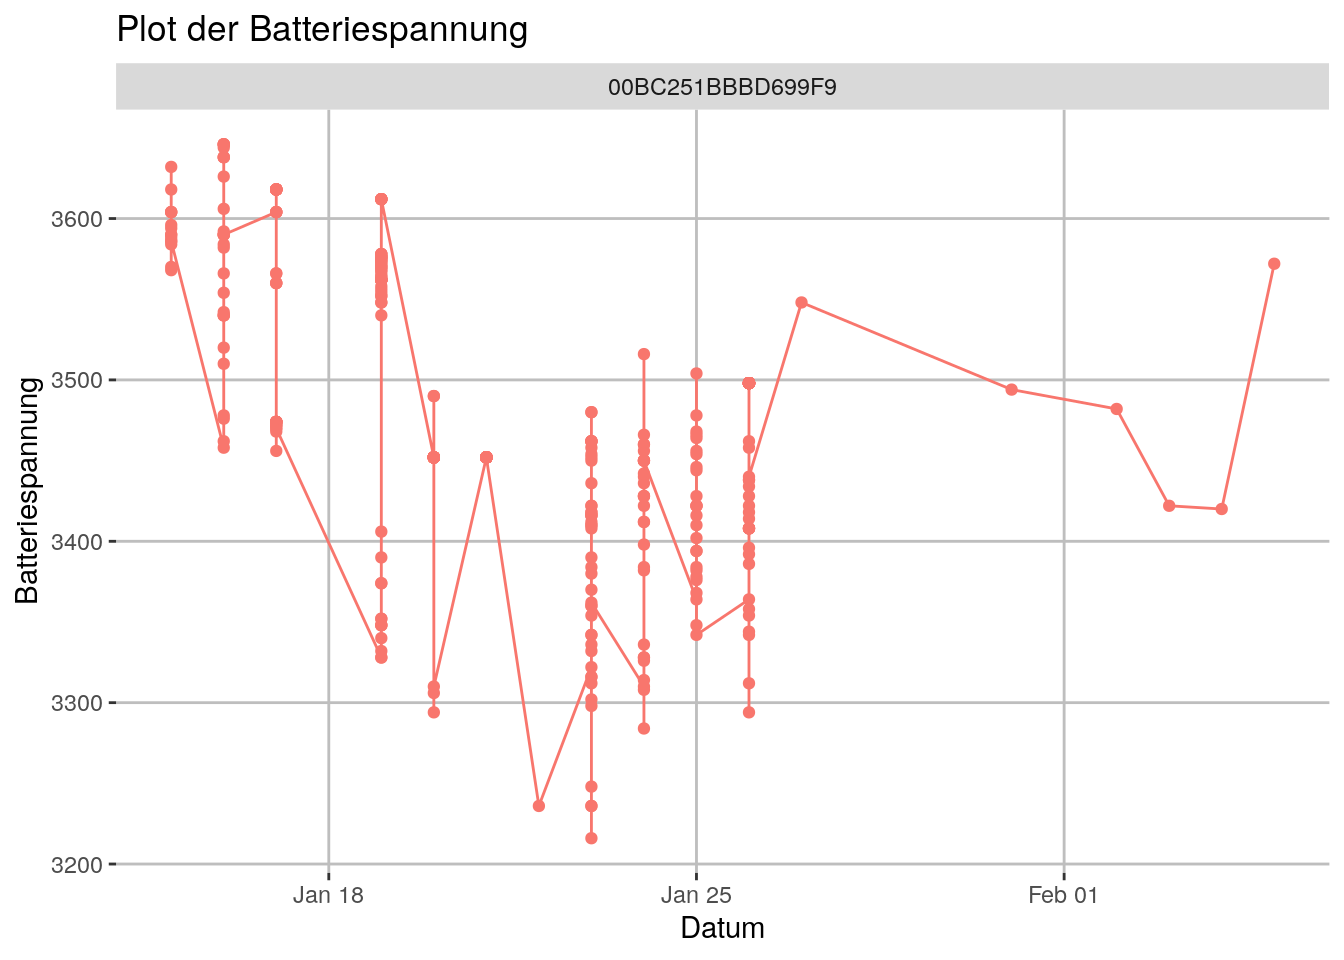 Plot der Batteriespannung
00BC251BBBD699F9
Batteriespannung
3600
3500
3400
3300
3200
Jan 18
Jan 25
Feb 01
Datum